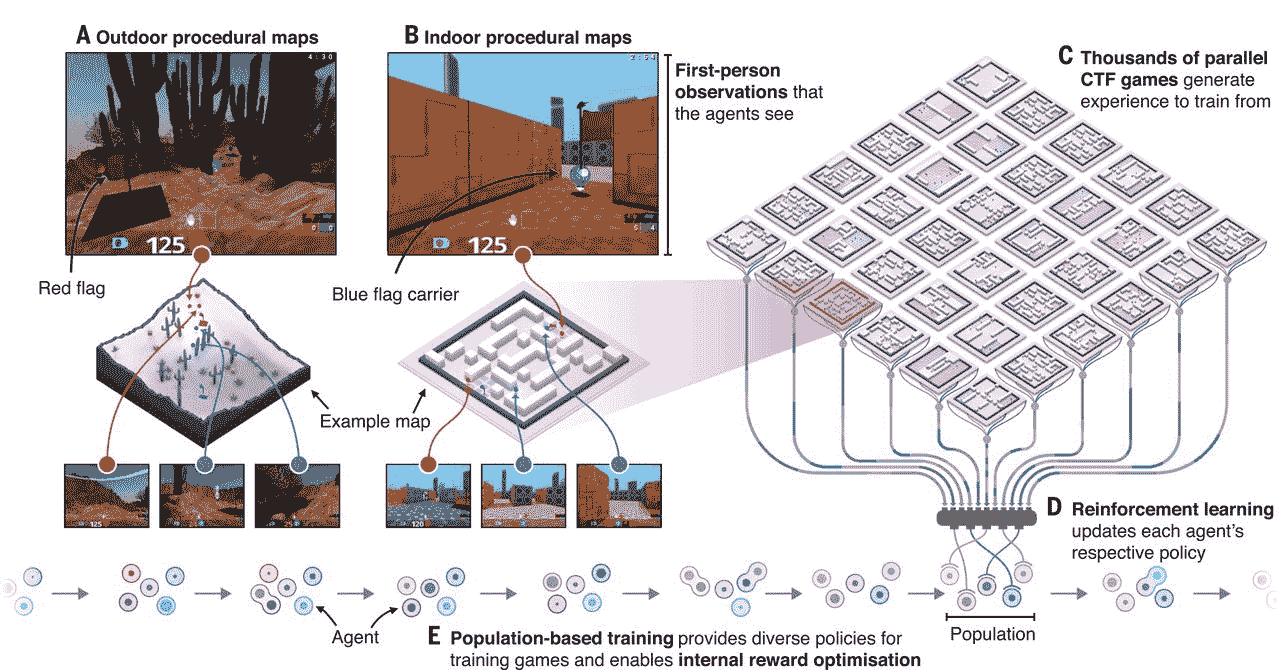 A Outdoor procedural maps
4:30
125
Red flag
B Indoor procedural maps
125
Blue flag carrier
First-person
observations that
the agents see
C Thousands of parallel
CTF games generate
experience to train from
Example map
125
120
D Reinforcement learning
updates each agent's
respective policy
Agent
Population
E Population-based training provides diverse policies for
training games and enables internal reward optimisation